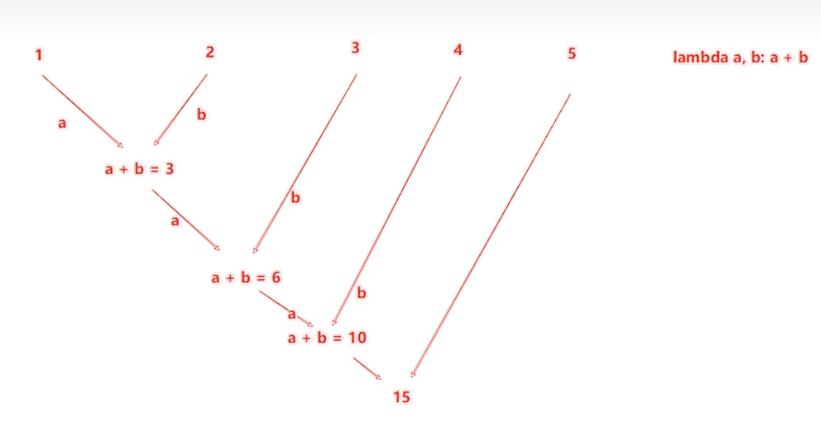 1
2
3
4
5
lambda a, b: a + b
a
b
a + b = 3
a
b
a + b = 6
a
b
a + b = 10
15